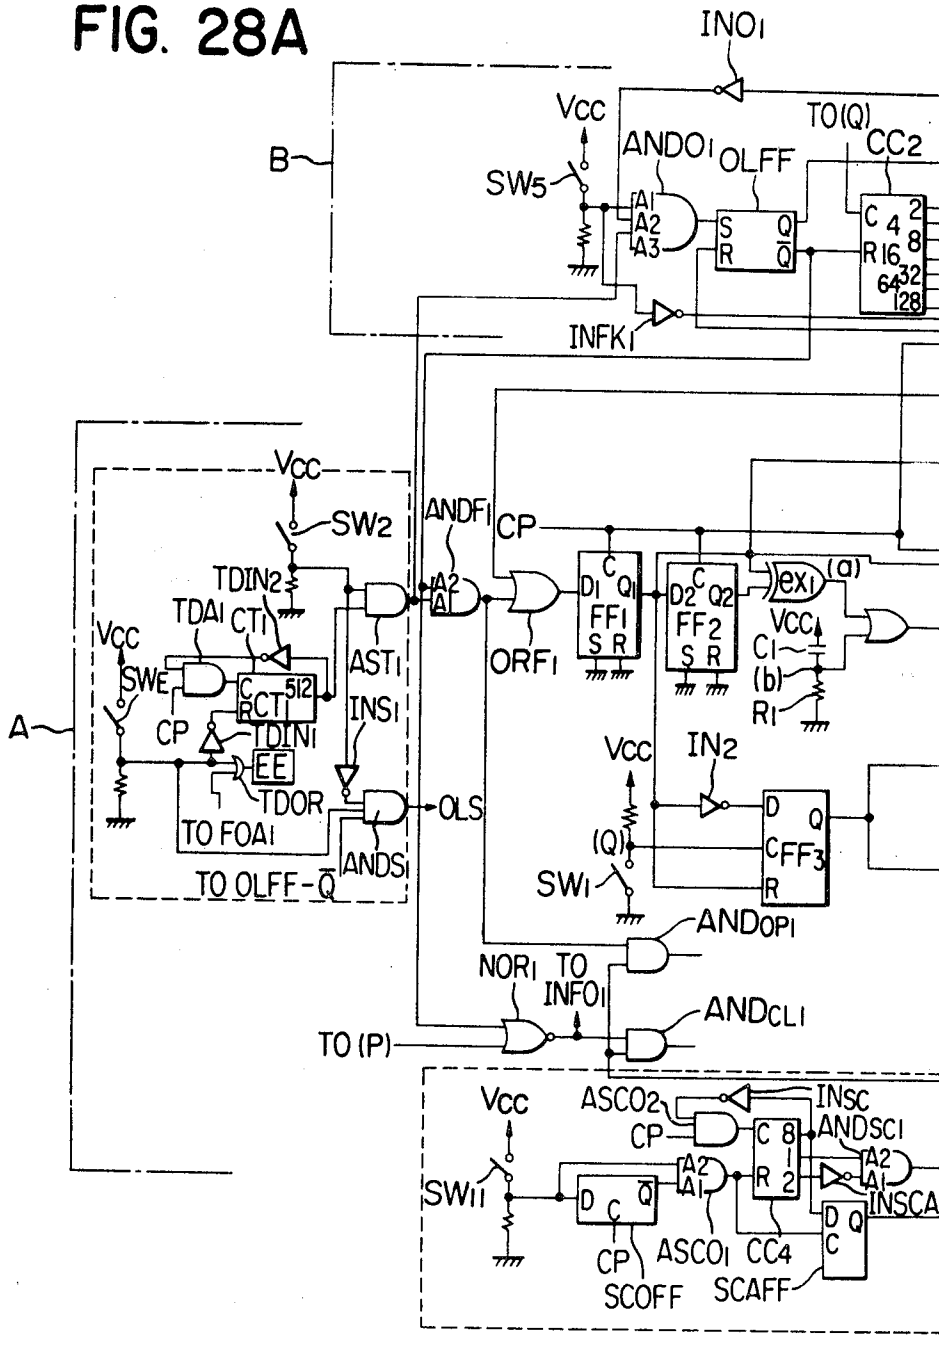 FIG. 28A
INO1
B
VCC
SW5
ANDO1
OLFF
TO(Q)
CC2
A1
A2
A3
S Q
R Q̅
C 2
4
8
R 16
32
64
128
INFK1
A
VCC
SW2
ANDF1
CP
TDIN2
TDA1
CT1
VCC
SWE
C 512
CT1
R
CP
TDIN1
EE
TDOR
TO FOA1
AST1
INS1
OLS
ANDS1
TO OLFF-Q̅
A2
A1
ORF1
C
D1 Q1
FF1
S R
C
D2 Q2
FF2
S R
ex1
(a)
VCC
C1
(b)
R1
VCC
IN2
(Q)
SW1
D Q
C FF3
R
ANDOP1
NOR1
TO INFO1
ANDCL1
TO (P)
VCC
SW11
ASCO2
CP
INSC
ANDSC1
C 8
1
R 2
A2
A1
INSCA
D Q̅
C
CP
SCOFF
A2
A1
ASCO1
CC4
D Q
C
SCAFF